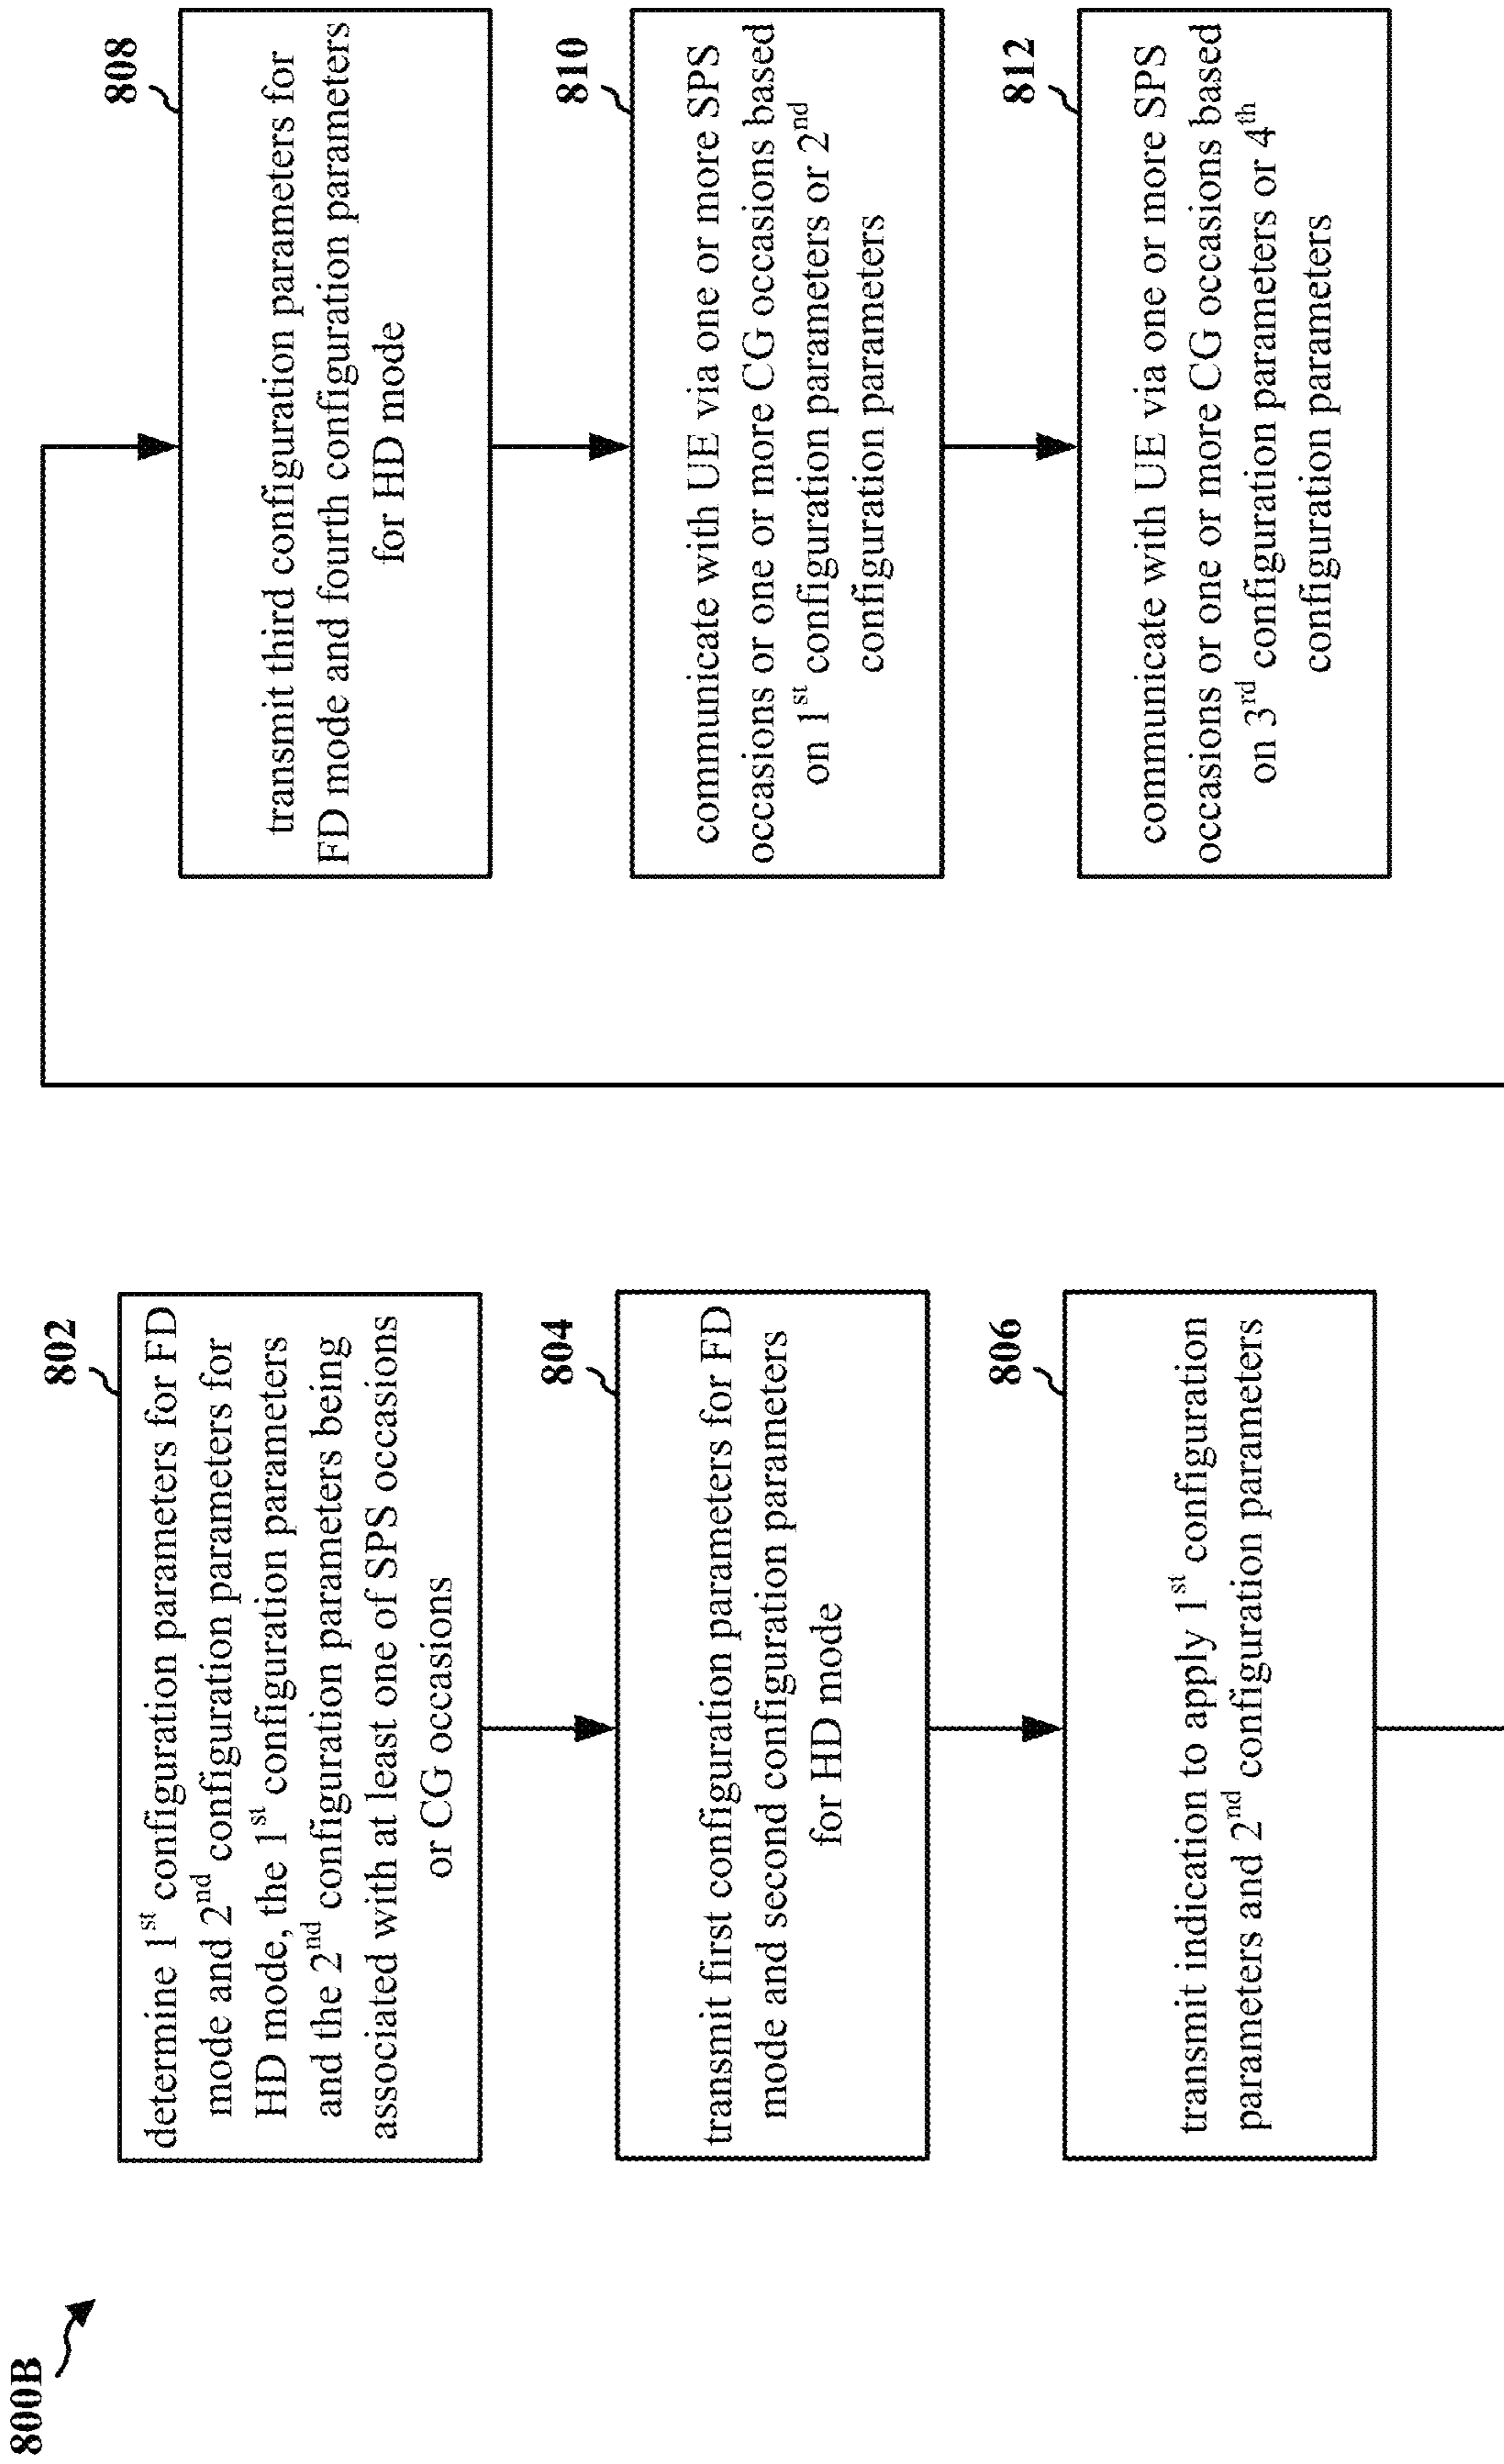 800B
802
determine 1st configuration parameters for FD
mode and 2nd configuration parameters for
HD mode, the 1st configuration parameters
and the 2nd configuration parameters being
associated with at least one of SPS occasions
or CG occasions
804
transmit first configuration parameters for FD
mode and second configuration parameters
for HD mode
806
transmit indication to apply 1st configuration
parameters and 2nd configuration parameters
808
transmit third configuration parameters for
FD mode and fourth configuration parameters
for HD mode
810
communicate with UE via one or more SPS
occasions or one or more CG occasions based
on 1st configuration parameters or 2nd
configuration parameters
812
communicate with UE via one or more SPS
occasions or one or more CG occasions based
on 3rd configuration parameters or 4th
configuration parameters